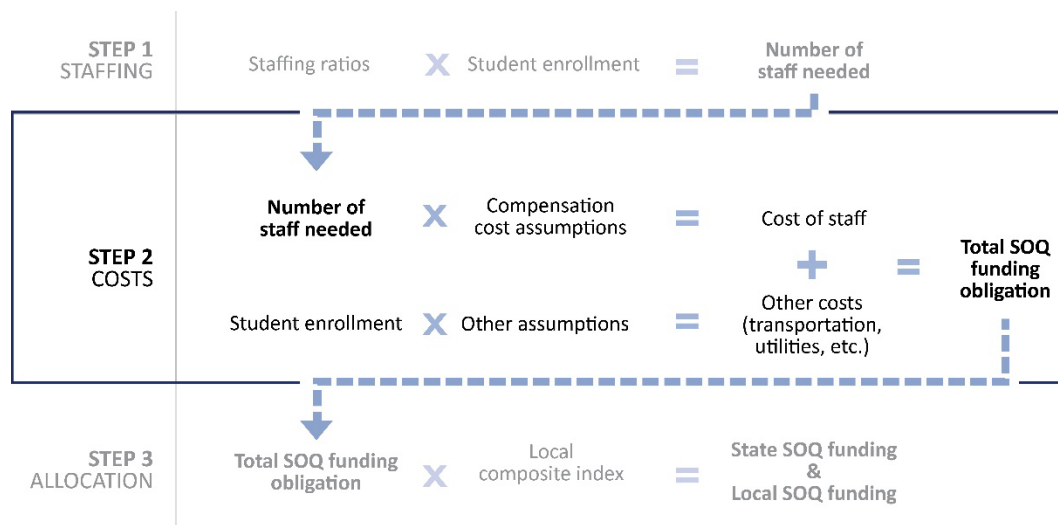 STEP 1
STAFFING
Staffing ratios x Student enrollment = Number of
staff needed
STEP 2
COSTS
Number of
staff needed
x
Compensation
cost assumptions
=
Cost of staff
+
Student enrollment x Other assumptions =
Other costs
(transportation,
utilities, etc.)
=
Total SOQ
funding
obligation
STEP 3
ALLOCATION
Total SOQ funding
obligation
x
Local
composite index
=
State SOQ funding
&
Local SOQ funding